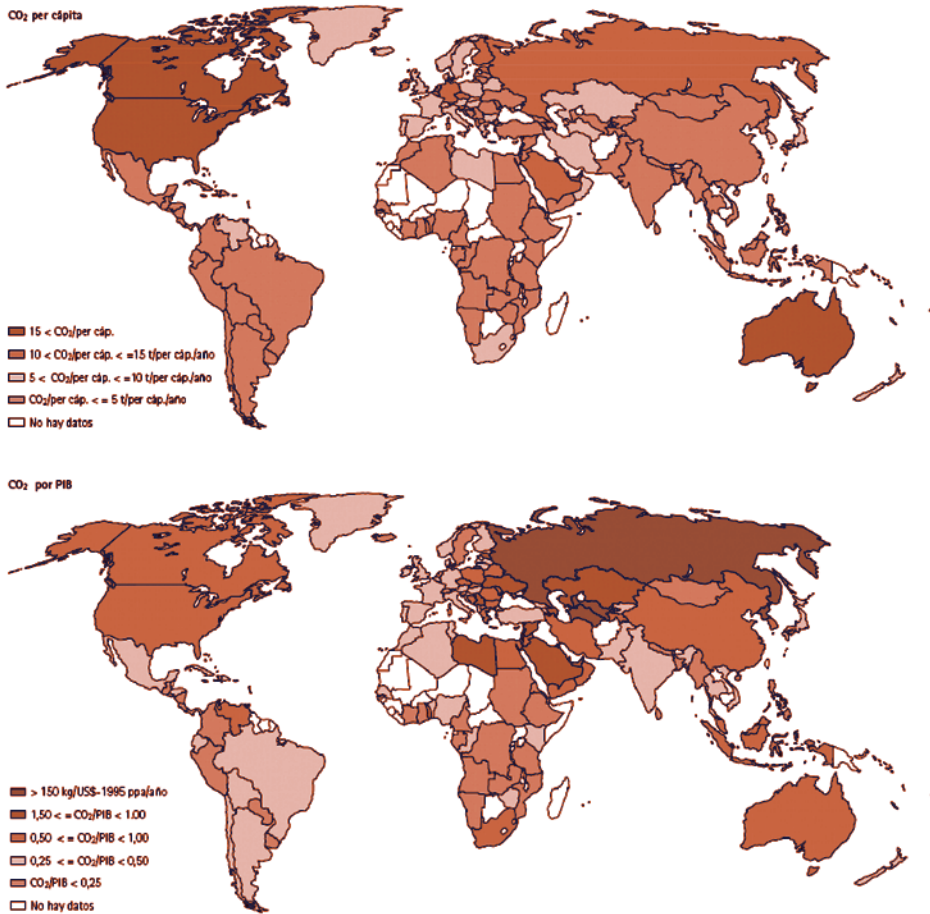 CO₂ per cápita
15 < CO₂/per cáp.
10 < CO₂/per cáp. < =15 t/per cáp./año
5 < CO₂/per cáp. < =10 t/per cáp./año
CO₂/per cáp. < = 5 t/per cáp./año
No hay datos
CO₂ por PIB
> 150 kg/US$-1995 ppa/año
1,50 < = CO₂/PIB < 1.00
0,50 < = CO₂/PIB < 1,00
0,25 < = CO₂/PIB < 0,50
CO₂/PIB < 0,25
No hay datos